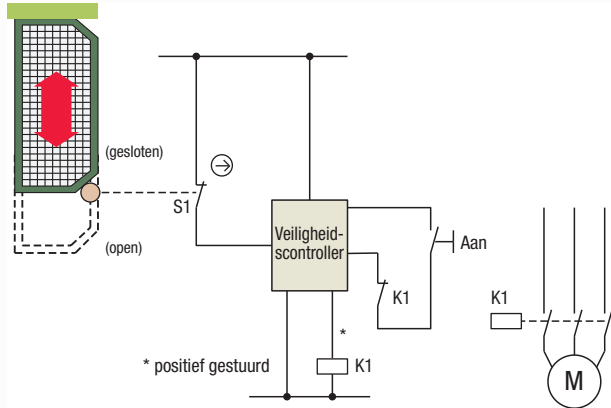 (gesloten)
S1
(open)
Veiligheid-
scontroller
Aan
K1
K1
*
* positief gestuurd
K1
M